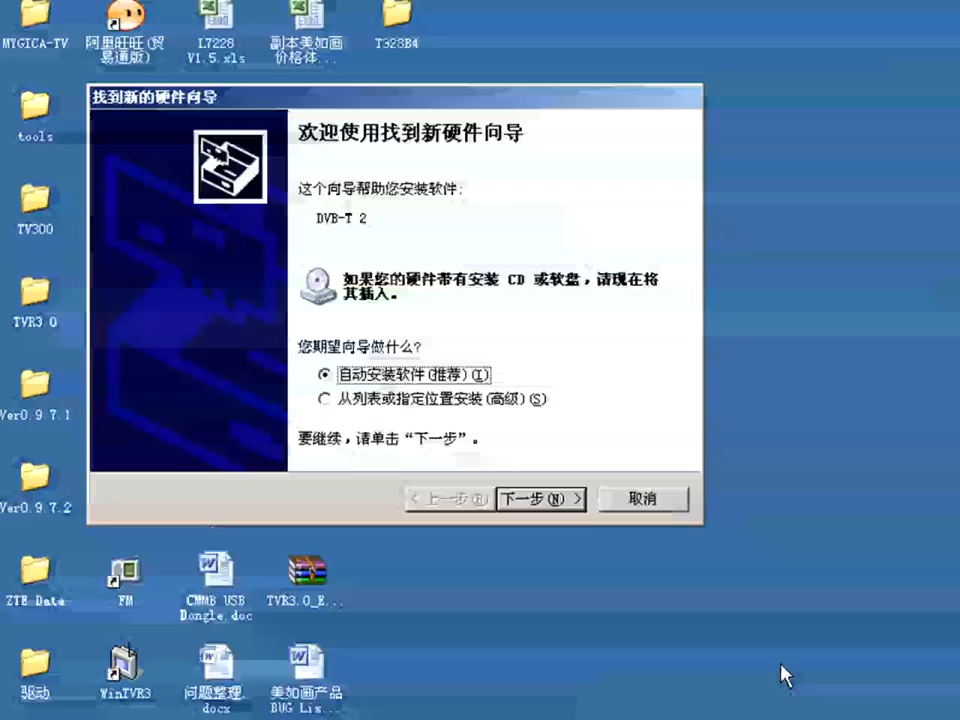 MYGICA-TV
阿里旺旺(贸
易通版)
L7228
V1.5.xls
副本美如画
价格体...
T328B4
tools
TV300
TVR3.0
Ver0.9.7.1
Ver0.9.7.2
找到新的硬件向导
欢迎使用找到新硬件向导
这个向导帮助您安装软件:
DVB-T 2
如果您的硬件带有安装 CD 或软盘，请现在将
其插入。
您期望向导做什么?
自动安装软件(推荐)(I)
从列表或指定位置安装(高级)(S)
要继续，请单击“下一步”。
< 上一步(B)
下一步(N) >
取消
ZTE Data
FM
CMMB USB
Dongle.doc
TVR3.0_E...
驱动
WinTVR3
问题整理.
docx
美如画产品
BUG Lis...